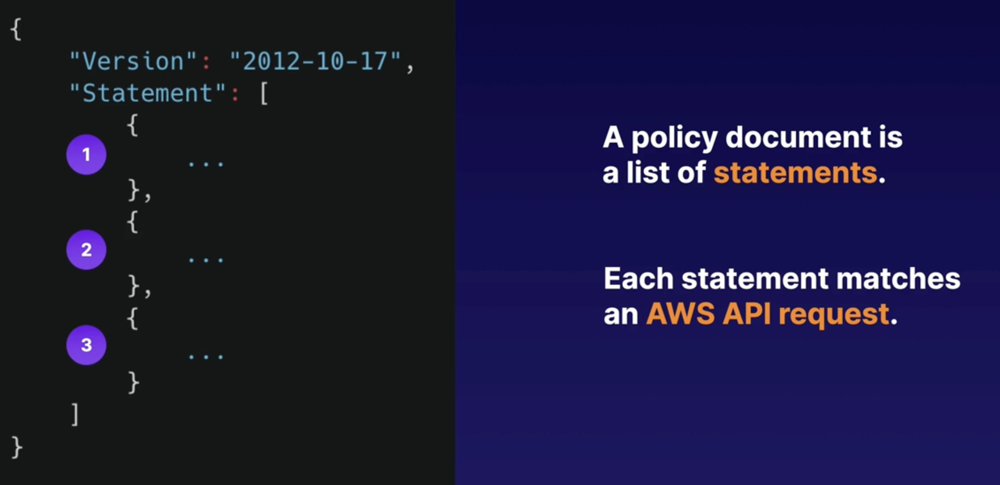 {
"Version": "2012-10-17",
"Statement": [
{
1
...
},
{
2
...
},
{
3
...
}
]
}
A policy document is
a list of statements.
Each statement matches
an AWS API request.